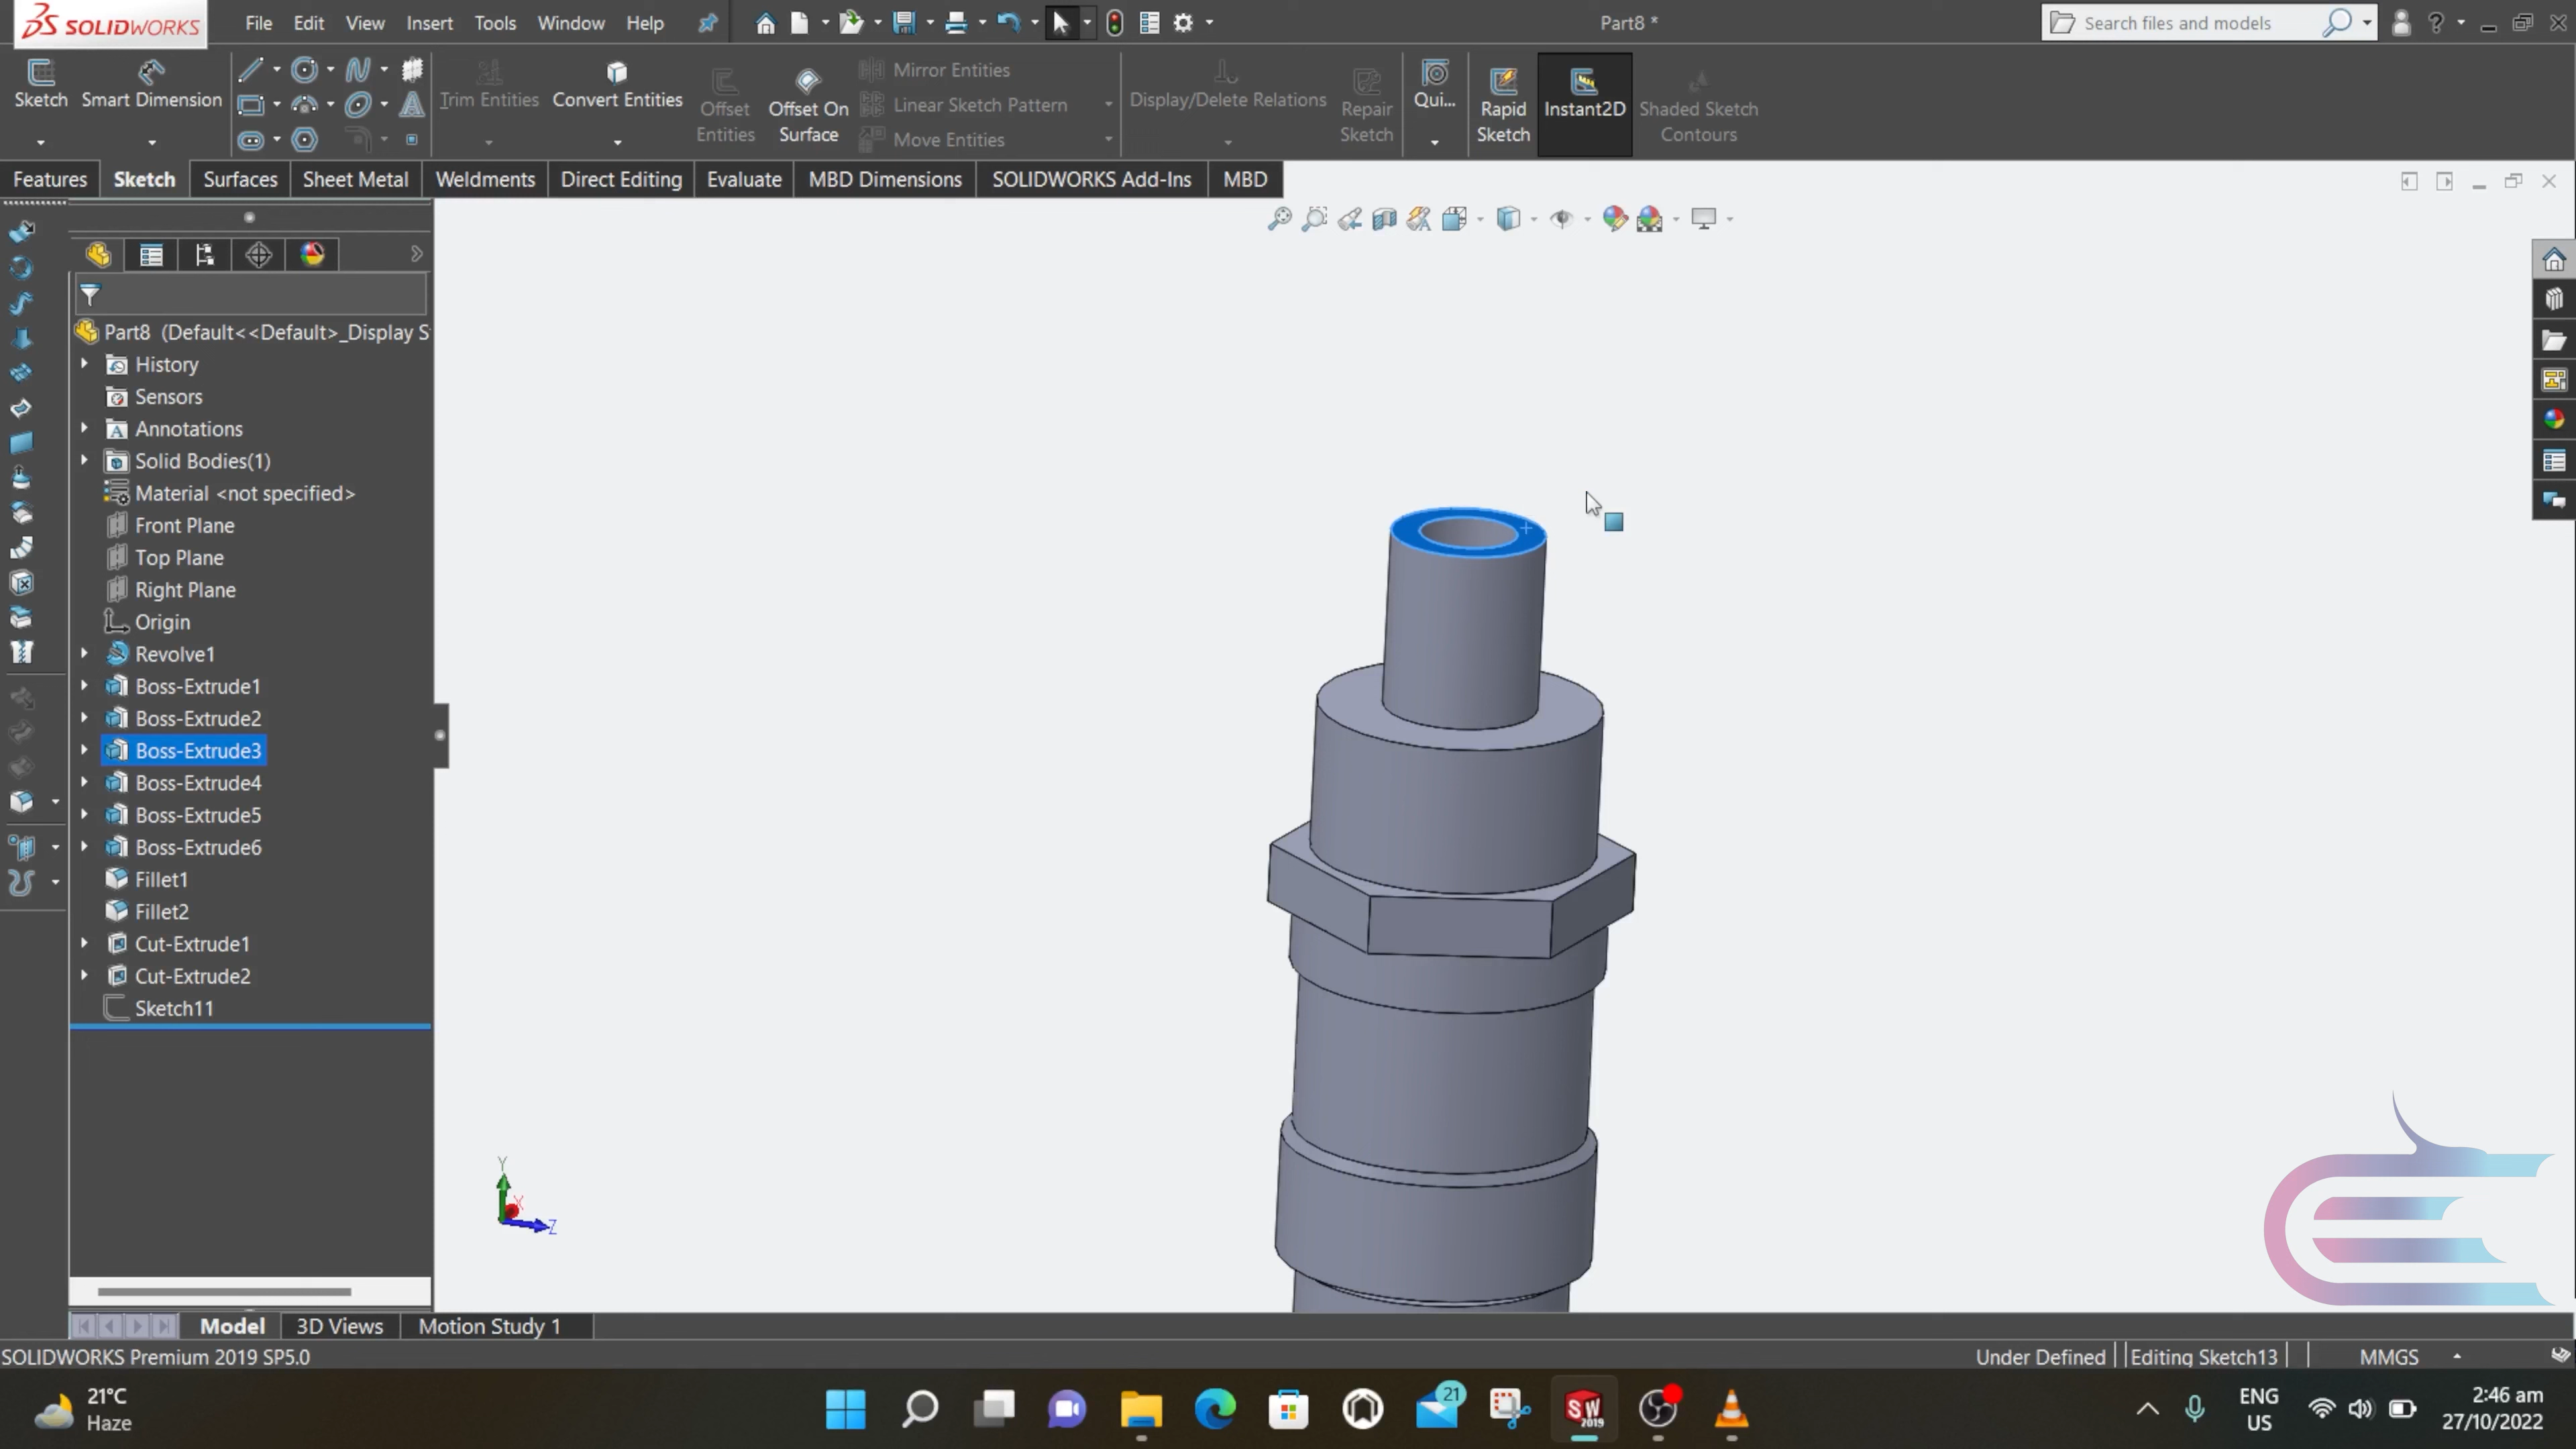 SOLIDWORKS
File Edit View Insert Tools Window Help
Part8 *
Search files and models
Sketch
Smart Dimension
Trim Entities
Convert Entities
Offset Entities
Offset On Surface
Mirror Entities
Linear Sketch Pattern
Move Entities
Display/Delete Relations
Repair Sketch
Qui...
Rapid Sketch
Instant2D
Shaded Sketch Contours
Features Sketch Surfaces Sheet Metal Weldments Direct Editing Evaluate MBD Dimensions SOLIDWORKS Add-Ins MBD
Part8 (Default<<Default>_Display S
History
Sensors
Annotations
Solid Bodies(1)
Material <not specified>
Front Plane
Top Plane
Right Plane
Origin
Revolve1
Boss-Extrude1
Boss-Extrude2
Boss-Extrude3
Boss-Extrude4
Boss-Extrude5
Boss-Extrude6
Fillet1
Fillet2
Cut-Extrude1
Cut-Extrude2
Sketch11
Y
X
Z
Model 3D Views Motion Study 1
SOLIDWORKS Premium 2019 SP5.0
Under Defined Editing Sketch13 MMGS
21°C
Haze
21
SW
2019
ENG
US
2:46 am
27/10/2022